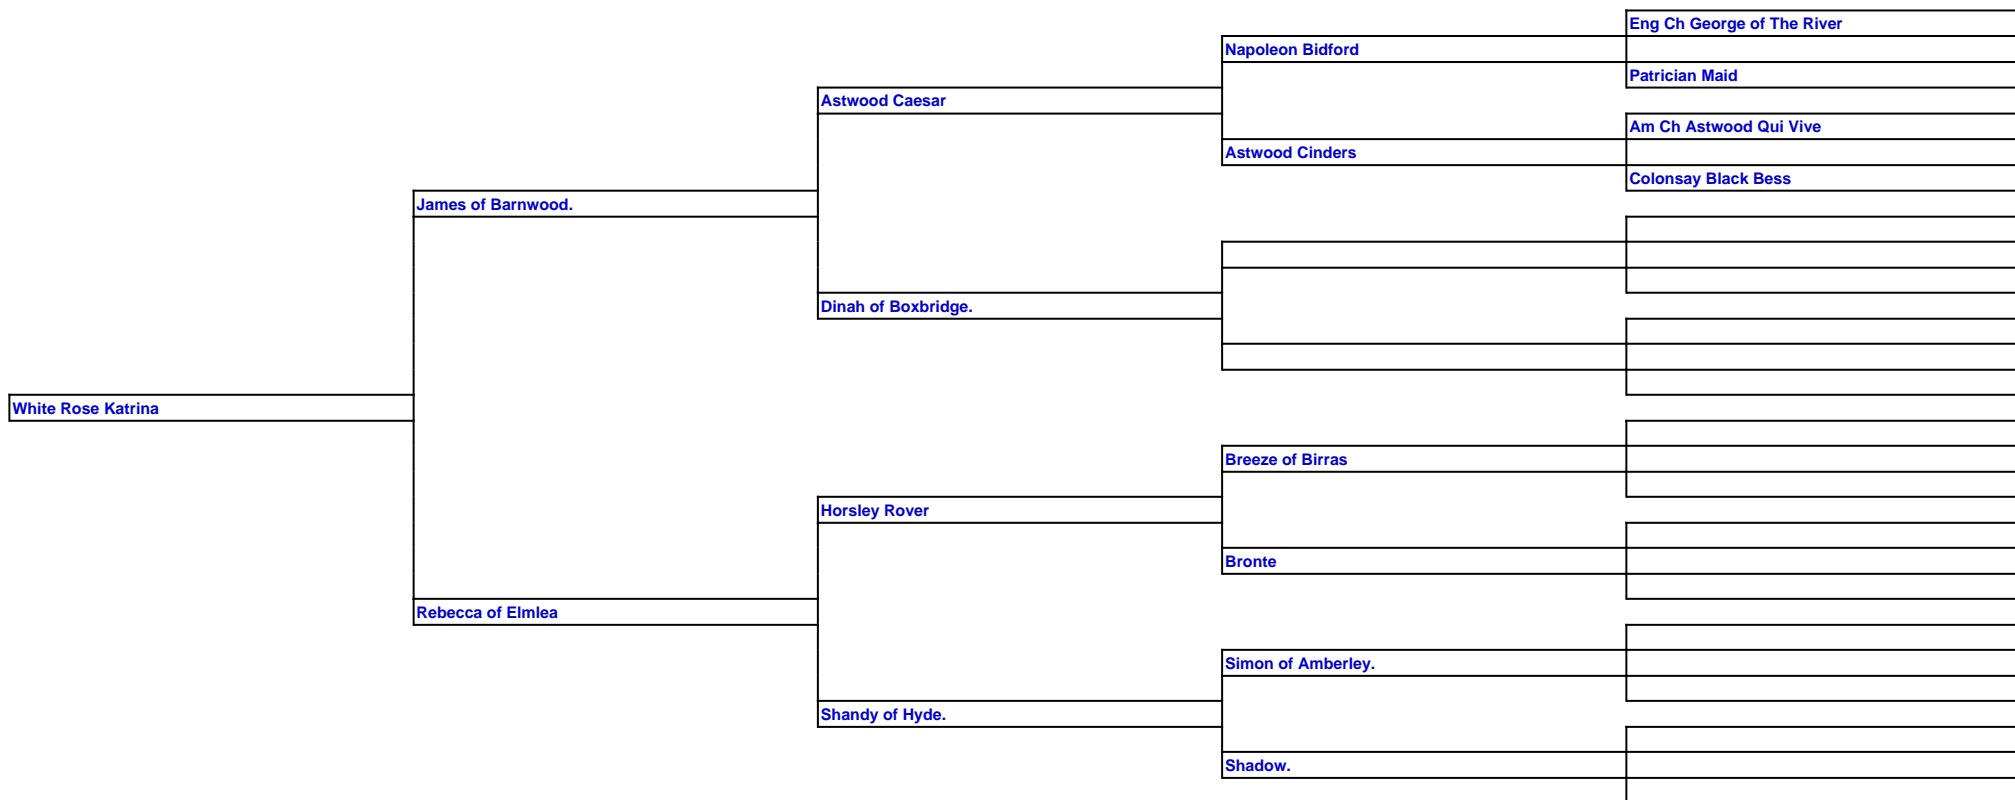 Eng Ch George of The River
Napoleon Bidford
Patrician Maid
Astwood Caesar
Am Ch Astwood Qui Vive
Astwood Cinders
Colonsay Black Bess
James of Barnwood.
Dinah of Boxbridge.
White Rose Katrina
Breeze of Birras
Horsley Rover
Bronte
Rebecca of Elmlea
Simon of Amberley.
Shandy of Hyde.
Shadow.